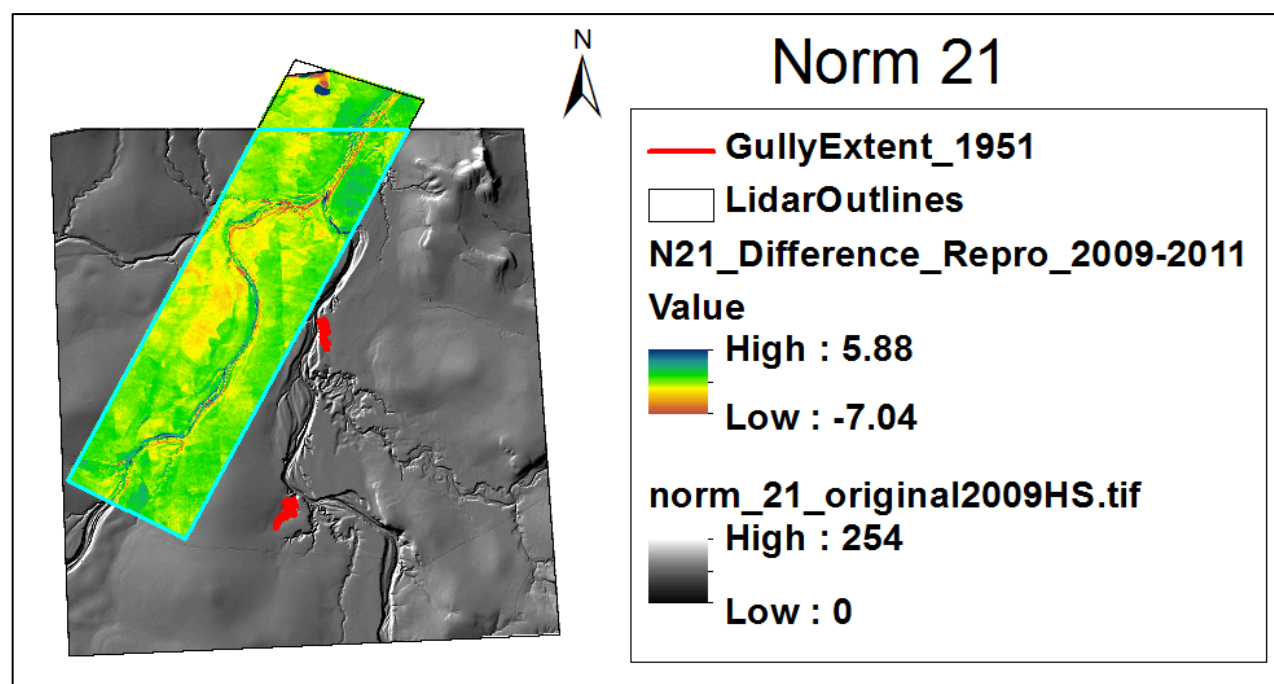 N
Norm 21
GullyExtent_1951
LidarOutlines
N21_Difference_Repro_2009-2011
Value
High : 5.88
Low : -7.04
norm_21_original2009HS.tif
High : 254
Low : 0